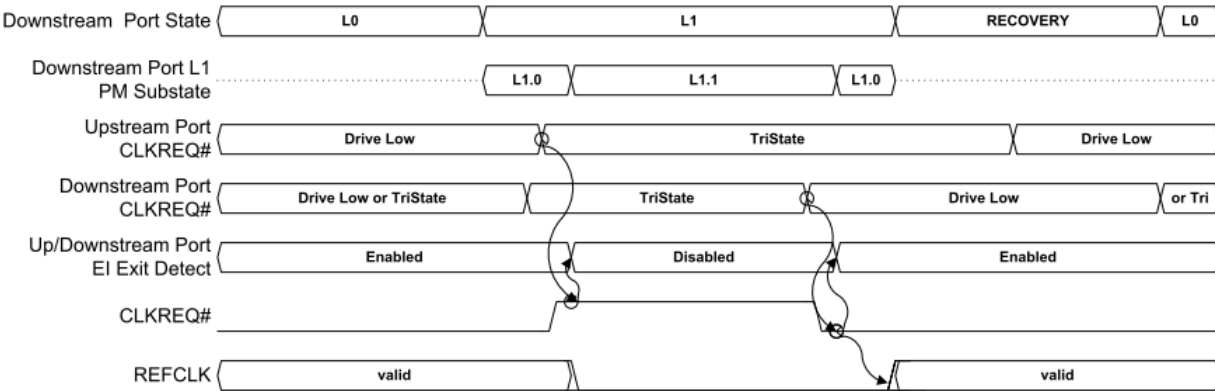 Downstream Port State
L0
L1
RECOVERY
L0
Downstream Port L1
PM Substate
L1.0
L1.1
L1.0
Upstream Port
CLKREQ#
Drive Low
TriState
Drive Low
Downstream Port
CLKREQ#
Drive Low or TriState
TriState
Drive Low
or Tri
Up/Downstream Port
EI Exit Detect
Enabled
Disabled
Enabled
CLKREQ#
REFCLK
valid
valid